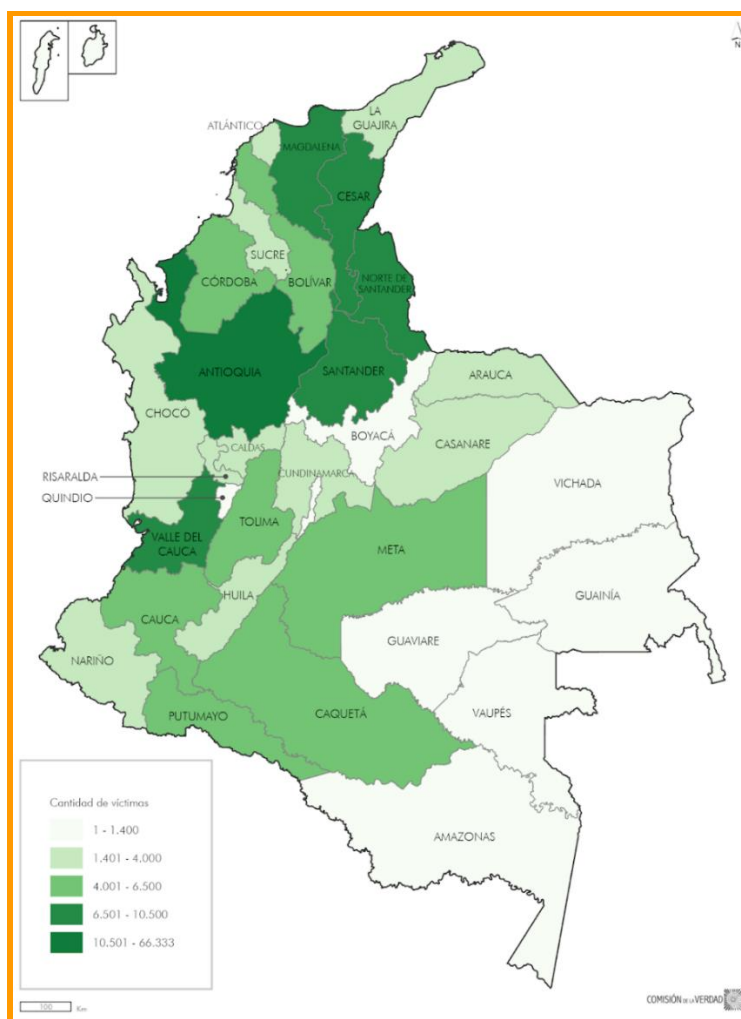 N
LA
GUAJIRA
ATLÁNTICO
MAGDALENA
CESAR
SUCRE
NORTE DE
SANTANDER
CÓRDOBA
BOLÍVAR
ANTIOQUIA
SANTANDER
ARAUCA
CHOCÓ
BOYACÁ
CASANARE
CALDAS
CUNDINAMARCA
RISARALDA
QUINDIO
VICHADA
TOLIMA
VALLE DEL
CAUCA
META
HUILA
GUAINÍA
CAUCA
GUAVIARE
NARIÑO
VAUPÉS
CAQUETÁ
PUTUMAYO
AMAZONAS
Cantidad de víctimas
1 - 1.400
1.401 - 4.000
4.001 - 6.500
6.501 - 10.500
10.501 - 66.333
100 Km
COMISIÓN DE LA VERDAD